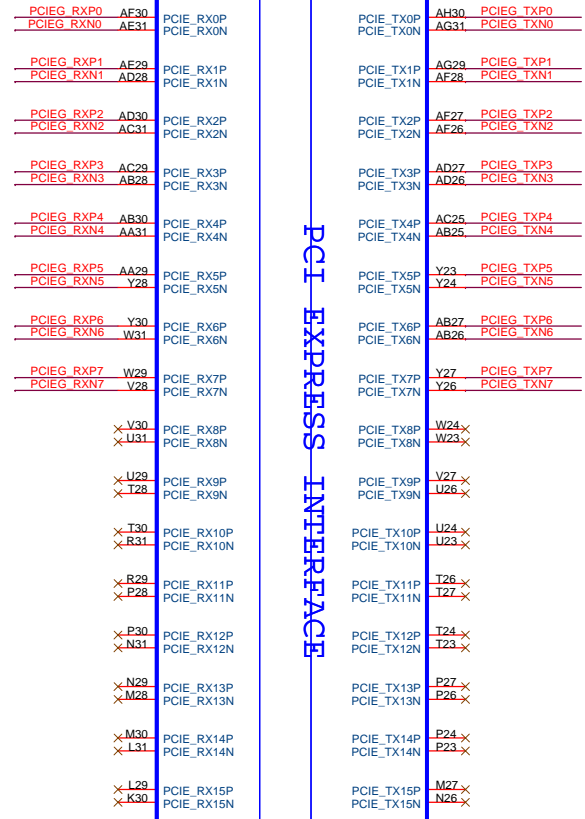 PCIEG_RXP0 AF30 PCIE_RX0P PCIE_TX0P AH30 PCIEG_TXP0
PCIEG_RXN0 AE31 PCIE_RX0N PCIE_TX0N AG31 PCIEG_TXN0
PCIEG_RXP1 AE29 PCIE_RX1P PCIE_TX1P AG29 PCIEG_TXP1
PCIEG_RXN1 AD28 PCIE_RX1N PCIE_TX1N AF28 PCIEG_TXN1
PCIEG_RXP2 AD30 PCIE_RX2P PCIE_TX2P AF27 PCIEG_TXP2
PCIEG_RXN2 AC31 PCIE_RX2N PCIE_TX2N AF26 PCIEG_TXN2
PCIEG_RXP3 AC29 PCIE_RX3P PCIE_TX3P AD27 PCIEG_TXP3
PCIEG_RXN3 AB28 PCIE_RX3N PCIE_TX3N AD26 PCIEG_TXN3
PCIEG_RXP4 AB30 PCIE_RX4P PCIE_TX4P AC25 PCIEG_TXP4
PCIEG_RXN4 AA31 PCIE_RX4N PCIE_TX4N AB25 PCIEG_TXN4
PCIEG_RXP5 AA29 PCIE_RX5P PCIE_TX5P Y23 PCIEG_TXP5
PCIEG_RXN5 Y28 PCIE_RX5N PCIE_TX5N Y24 PCIEG_TXN5
PCIEG_RXP6 Y30 PCIE_RX6P PCIE_TX6P AB27 PCIEG_TXP6
PCIEG_RXN6 W31 PCIE_RX6N PCIE_TX6N AB26 PCIEG_TXN6
PCIEG_RXP7 W29 PCIE_RX7P PCIE_TX7P Y27 PCIEG_TXP7
PCIEG_RXN7 V28 PCIE_RX7N PCIE_TX7N Y26 PCIEG_TXN7
V30 PCIE_RX8P PCIE_TX8P W24
U31 PCIE_RX8N PCIE_TX8N W23
U29 PCIE_RX9P PCIE_TX9P V27
T28 PCIE_RX9N PCIE_TX9N U26
T30 PCIE_RX10P PCIE_TX10P U24
R31 PCIE_RX10N PCIE_TX10N U23
R29 PCIE_RX11P PCIE_TX11P T26
P28 PCIE_RX11N PCIE_TX11N T27
P30 PCIE_RX12P PCIE_TX12P T24
N31 PCIE_RX12N PCIE_TX12N T23
N29 PCIE_RX13P PCIE_TX13P P27
M28 PCIE_RX13N PCIE_TX13N P26
M30 PCIE_RX14P PCIE_TX14P P24
L31 PCIE_RX14N PCIE_TX14N P23
L29 PCIE_RX15P PCIE_TX15P M27
K30 PCIE_RX15N PCIE_TX15N N26
PCI EXPRESS INTERFACE